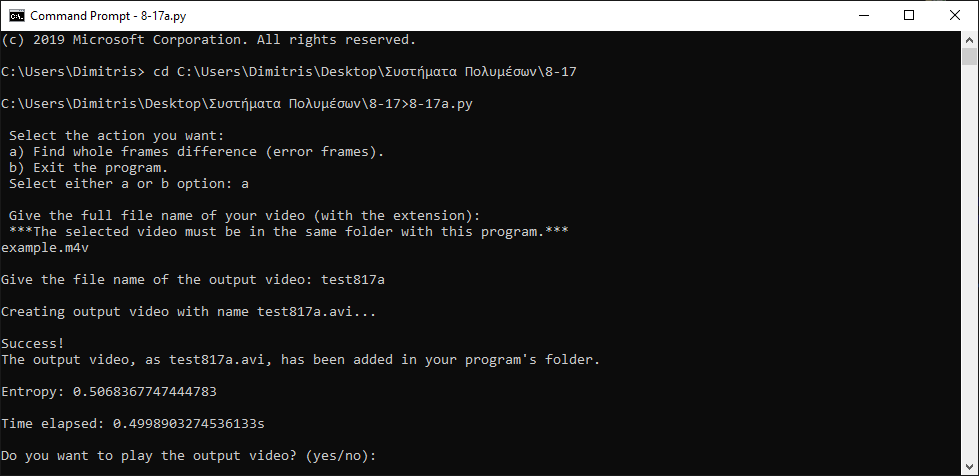 Command Prompt - 8-17a.py
(c) 2019 Microsoft Corporation. All rights reserved.
C:\Users\Dimitris> cd C:\Users\Dimitris\Desktop\Συστήματα Πολυμέσων\8-17
C:\Users\Dimitris\Desktop\Συστήματα Πολυμέσων\8-17>8-17a.py
Select the action you want:
a) Find whole frames difference (error frames).
b) Exit the program.
Select either a or b option: a
Give the full file name of your video (with the extension):
***The selected video must be in the same folder with this program.***
example.m4v
Give the file name of the output video: test817a
Creating output video with name test817a.avi...
Success!
The output video, as test817a.avi, has been added in your program's folder.
Entropy: 0.5068367747444783
Time elapsed: 0.4998903274536133s
Do you want to play the output video? (yes/no):